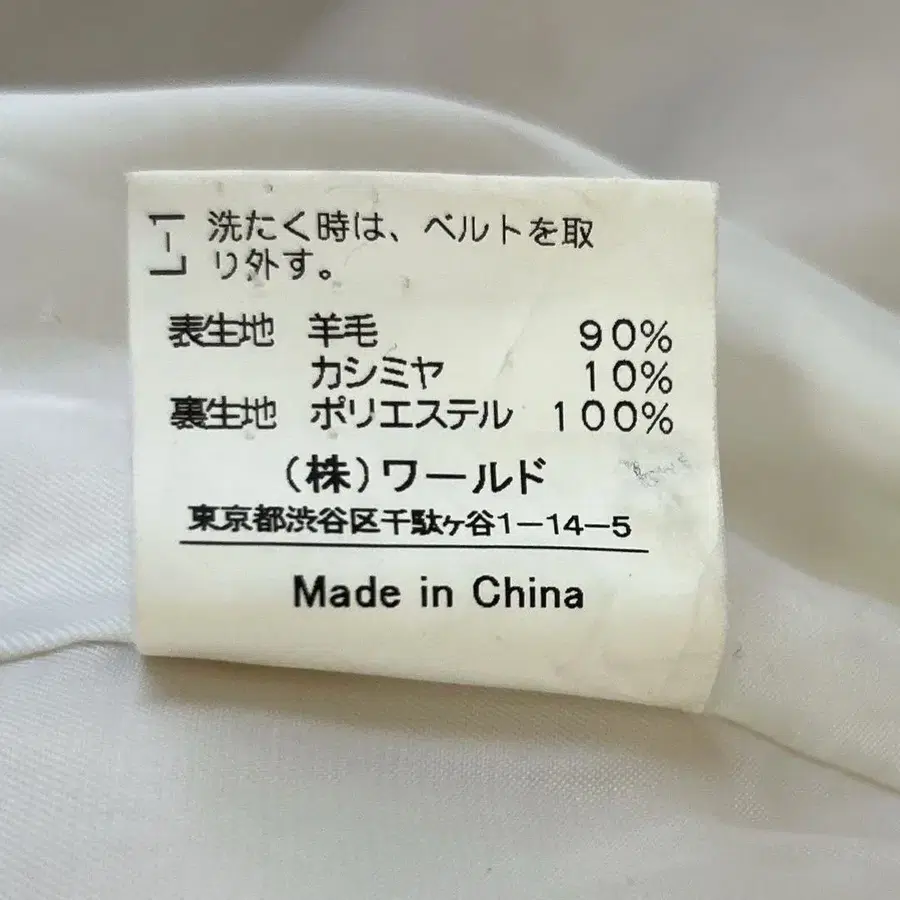 L-1
洗たく時は、ベルトを取
り外す。
表生地 羊毛 90%
カシミヤ 10%
裏生地 ポリエステル 100%
(株)ワールド
東京都渋谷区千駄ヶ谷1-14-5
Made in China